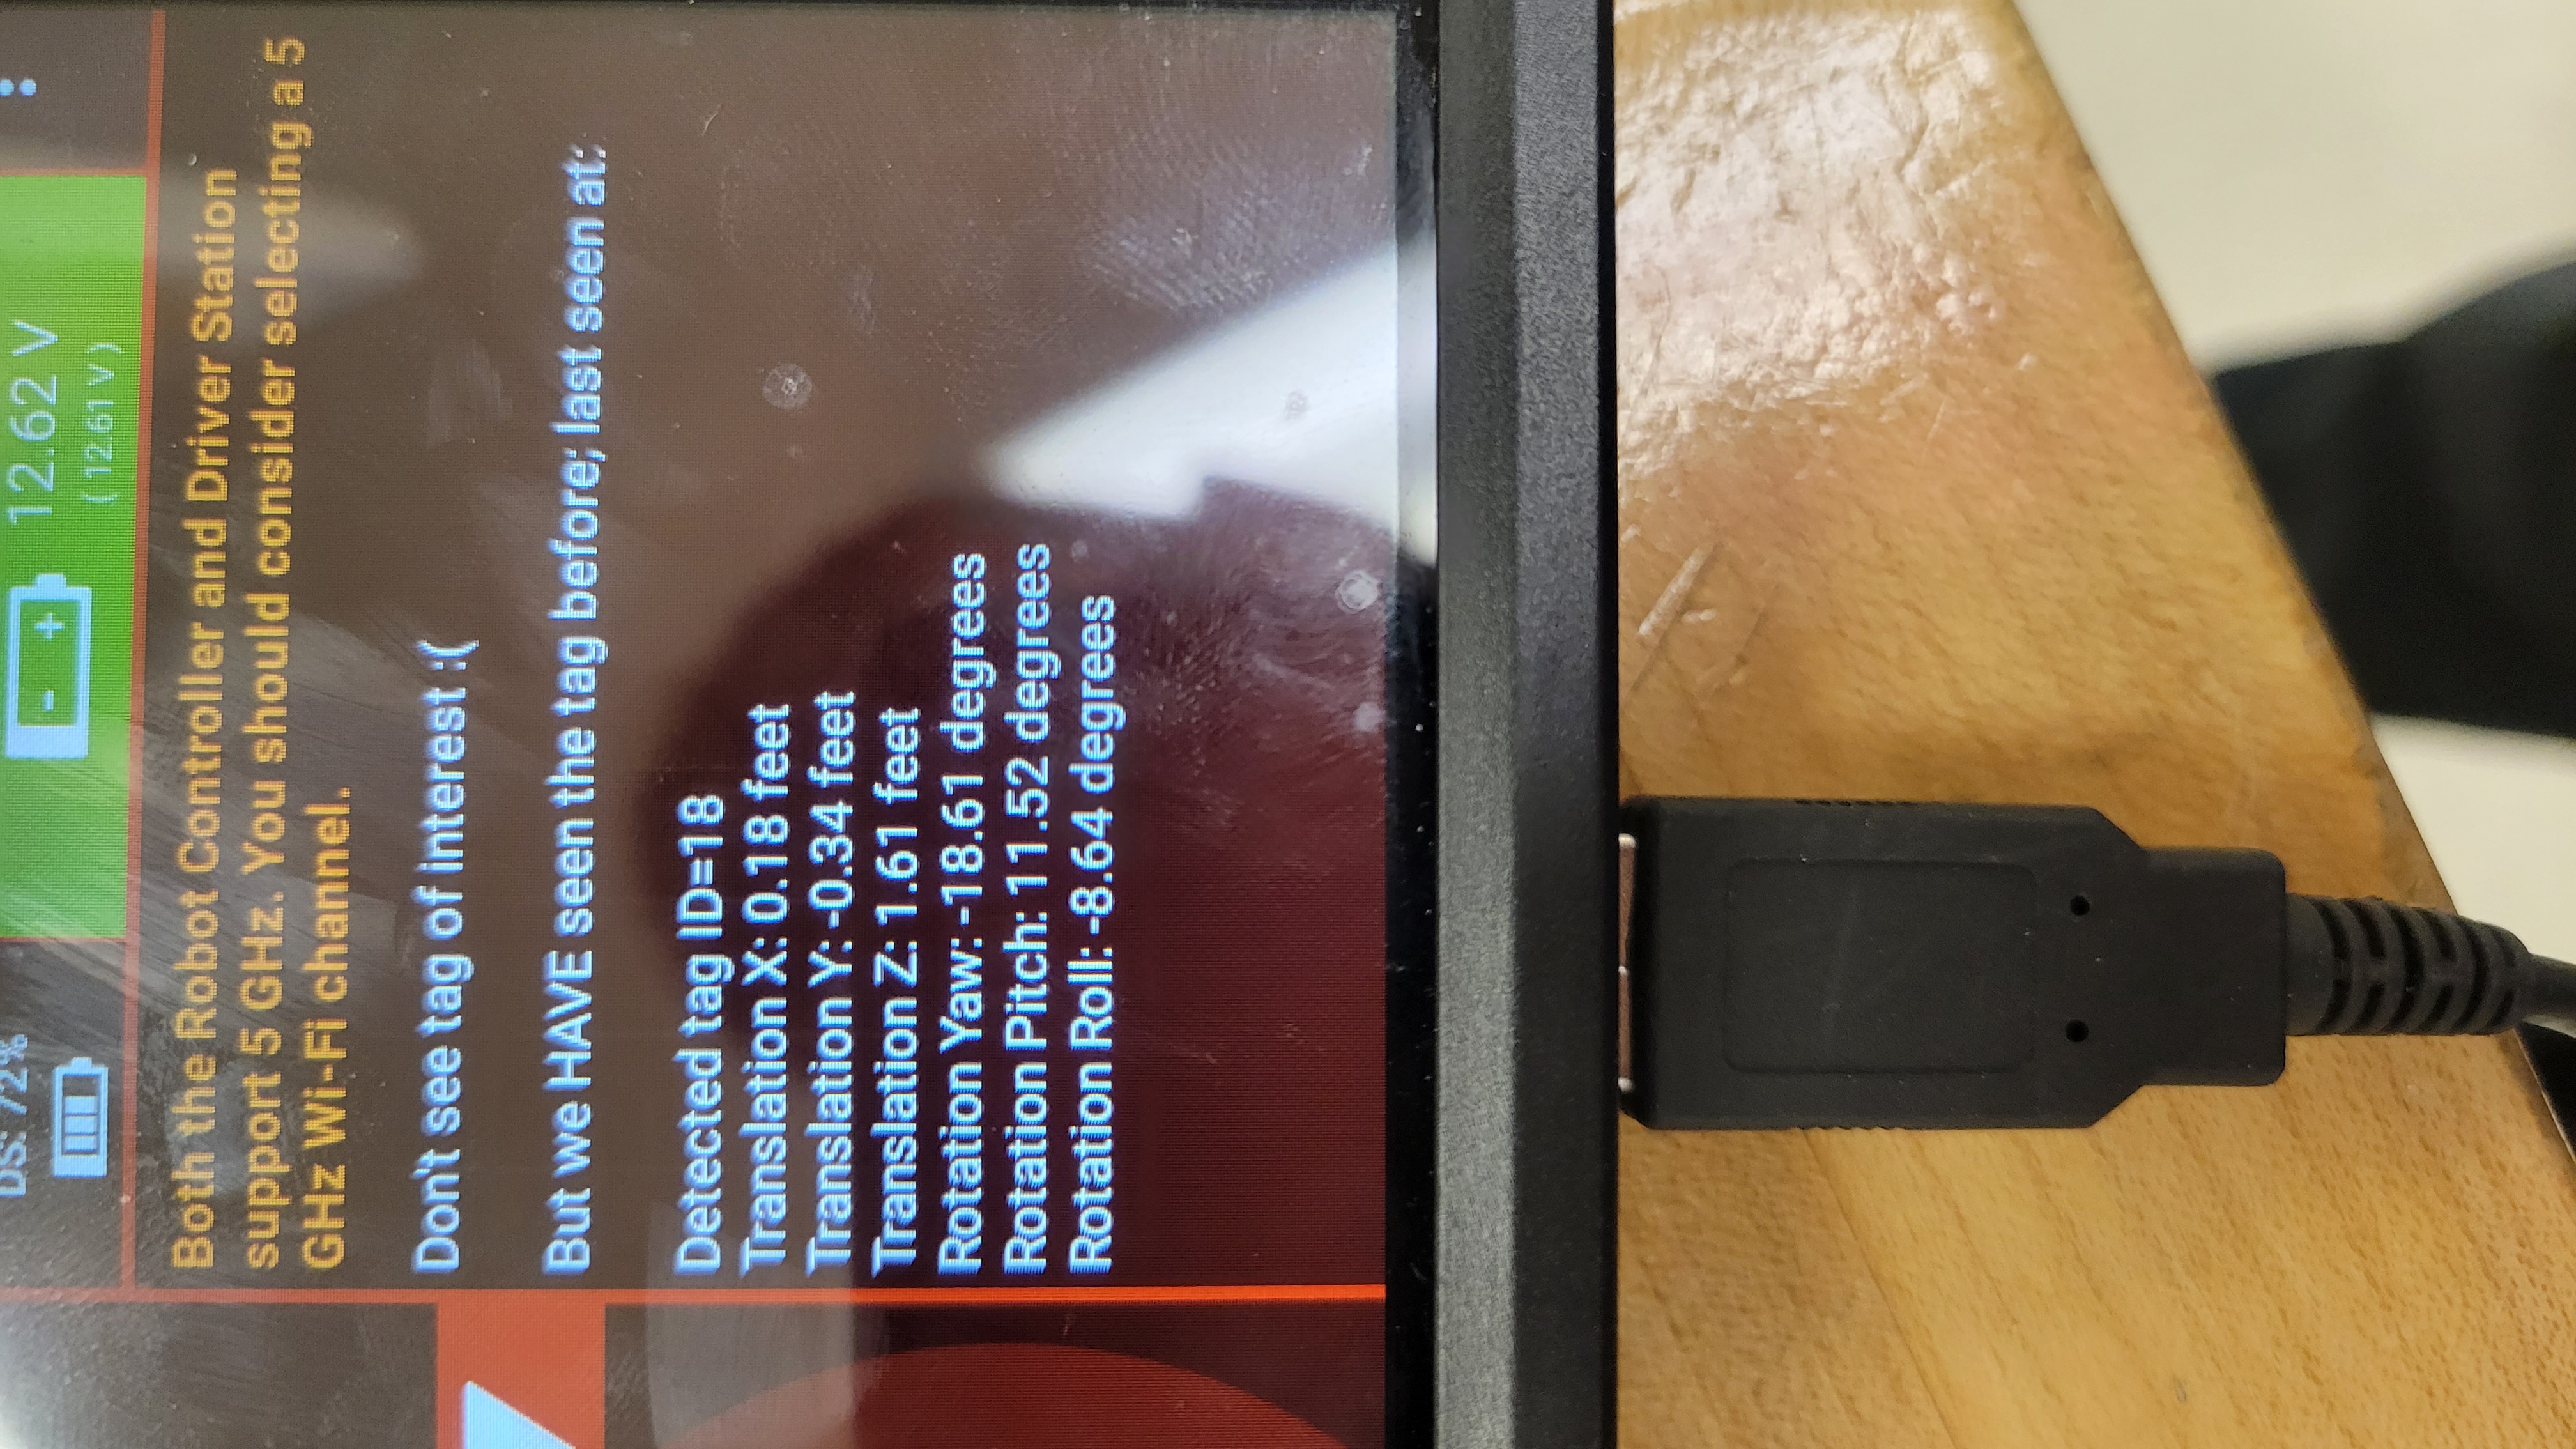 DS: 72%
12.62 V
( 12.61 V )
Both the Robot Controller and Driver Station
support 5 GHz. You should consider selecting a 5
GHz Wi-Fi channel.
Don't see tag of interest :(
But we HAVE seen the tag before; last seen at:
Detected tag ID=18
Translation X: 0.18 feet
Translation Y: -0.34 feet
Translation Z: 1.61 feet
Rotation Yaw: -18.61 degrees
Rotation Pitch: 11.52 degrees
Rotation Roll: -8.64 degrees